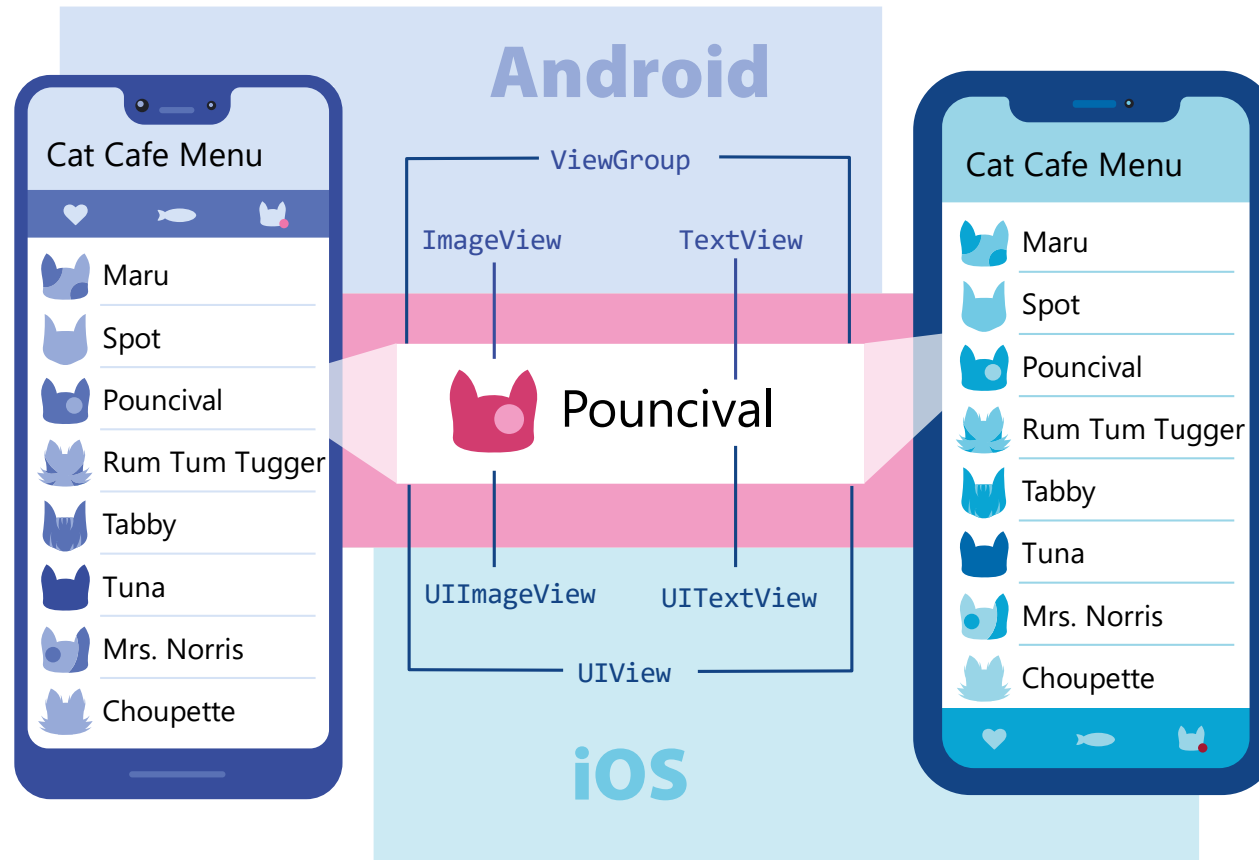 Android
Cat Cafe Menu
Maru
Spot
Pouncival
Rum Tum Tugger
Tabby
Tuna
Mrs. Norris
Choupette
ViewGroup
ImageView
TextView
Pouncival
UIImageView
UITextView
UIView
iOS
Cat Cafe Menu
Maru
Spot
Pouncival
Rum Tum Tugger
Tabby
Tuna
Mrs. Norris
Choupette